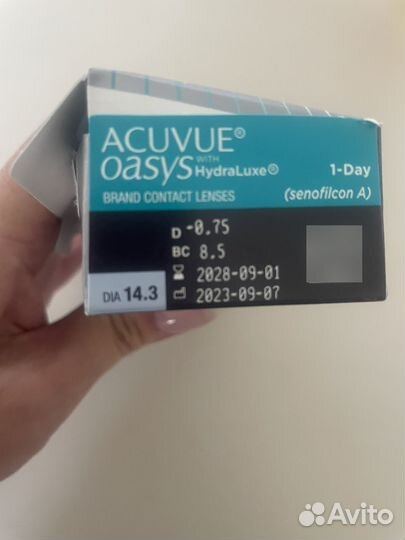 ACUVUE®
OASYS WITH HydraLuxe® 1-Day
BRAND CONTACT LENSES (senofilcon A)
D -0.75
BC 8.5
2028-09-01
DIA 14.3 2023-09-07
Avito